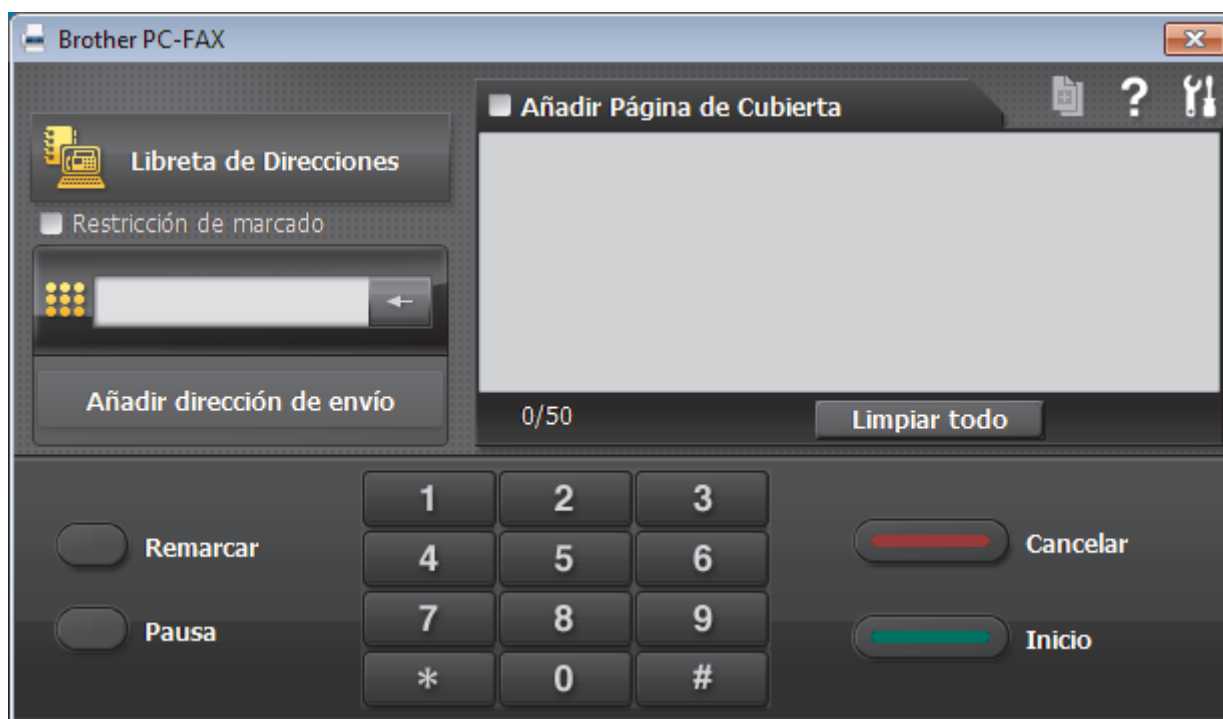 Brother PC-FAX
Añadir Página de Cubierta
?
Libreta de Direcciones
Restricción de marcado
Añadir dirección de envío
0/50
Limpiar todo
1 2 3
Remarcar
4 5 6
Cancelar
7 8 9
Pausa
Inicio
* 0 #